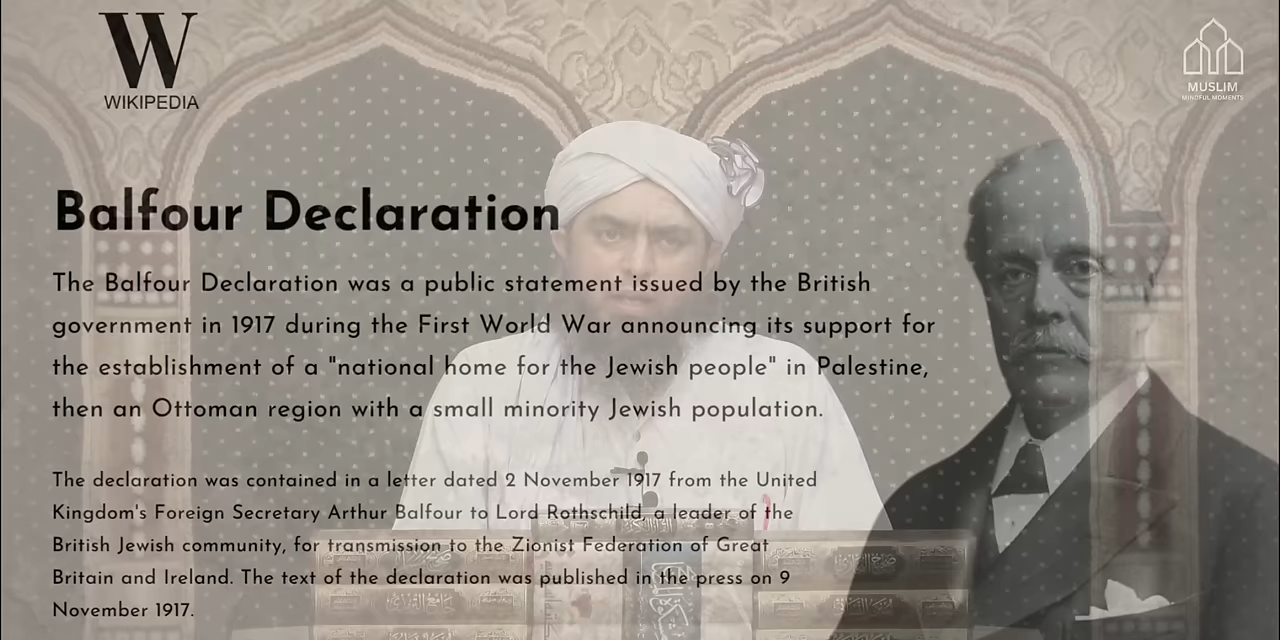 W
WIKIPEDIA
MUSLIM
MINDFUL MOMENTS
Balfour Declaration
The Balfour Declaration was a public statement issued by the British
government in 1917 during the First World War announcing its support for
the establishment of a "national home for the Jewish people" in Palestine,
then an Ottoman region with a small minority Jewish population.
The declaration was contained in a letter dated 2 November 1917 from the United
Kingdom's Foreign Secretary Arthur Balfour to Lord Rothschild, a leader of the
British Jewish community, for transmission to the Zionist Federation of Great
Britain and Ireland. The text of the declaration was published in the press on 9
November 1917.